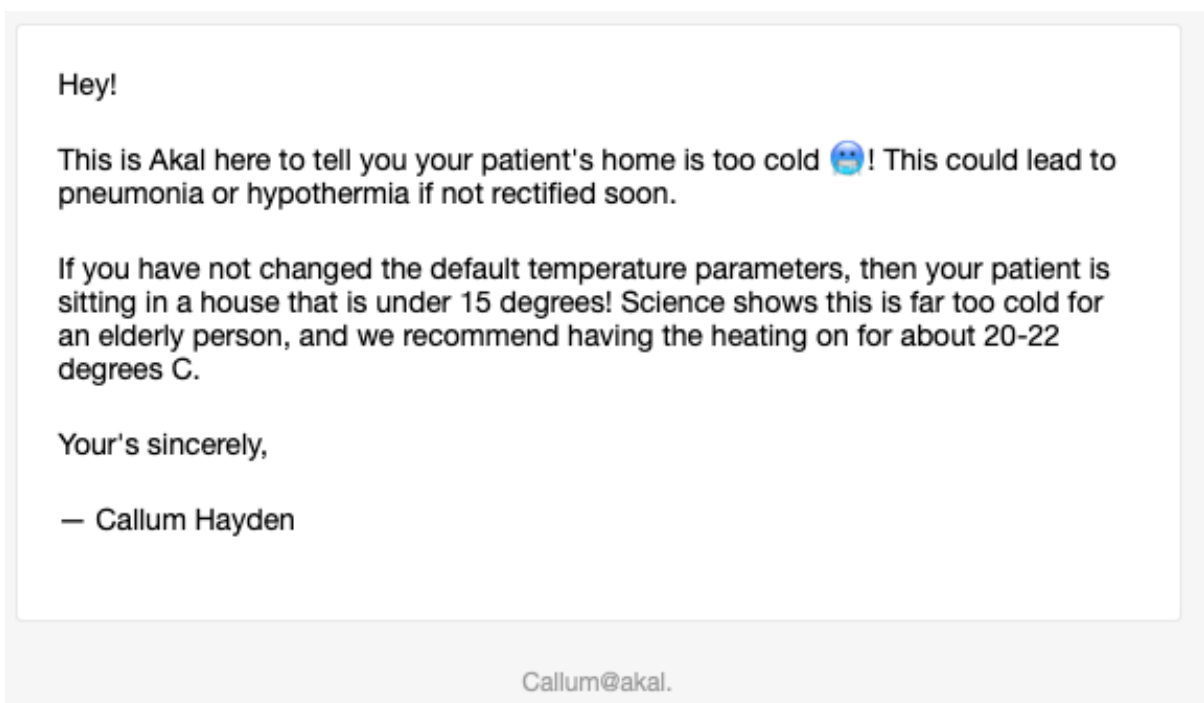 Hey!
This is Akal here to tell you your patient's home is too cold 🥶! This could lead to
pneumonia or hypothermia if not rectified soon.
If you have not changed the default temperature parameters, then your patient is
sitting in a house that is under 15 degrees! Science shows this is far too cold for
an elderly person, and we recommend having the heating on for about 20-22
degrees C.
Your's sincerely,
— Callum Hayden
Callum@akal.